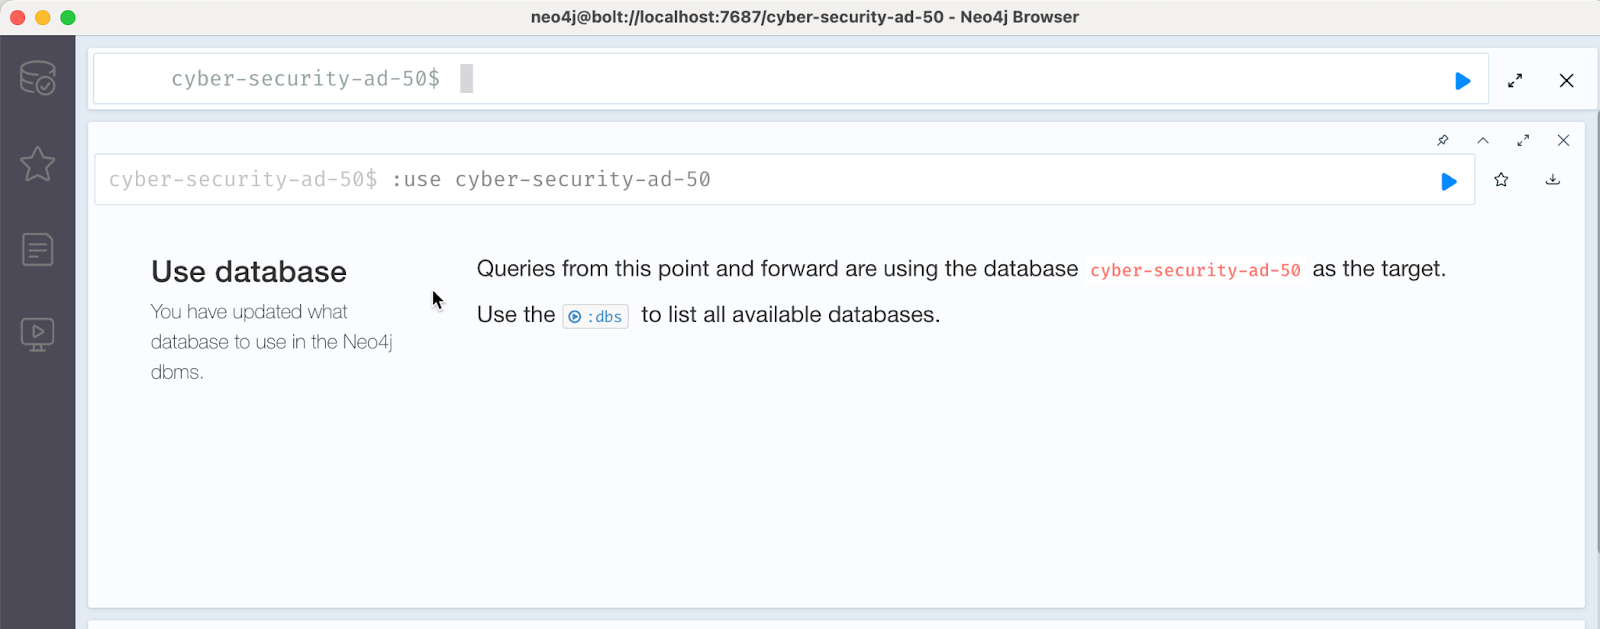 neo4j@bolt://localhost:7687/cyber-security-ad-50 - Neo4j Browser
cyber-security-ad-50$
cyber-security-ad-50$ :use cyber-security-ad-50
Use database
You have updated what
database to use in the Neo4j
dbms.
Queries from this point and forward are using the database cyber-security-ad-50 as the target.
Use the :dbs to list all available databases.